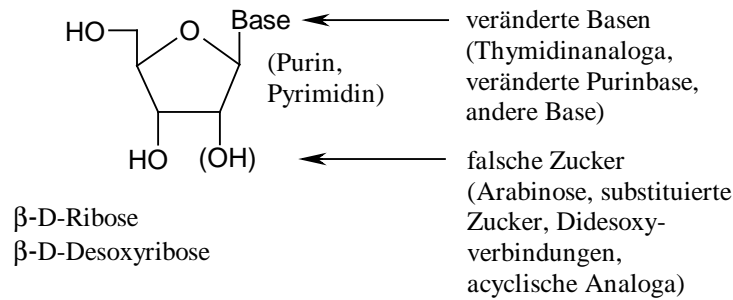 HO
O
Base
(Purin,
Pyrimidin)
HO
(OH)
β-D-Ribose
β-D-Desoxyribose
veränderte Basen
(Thymidinanaloga,
veränderte Purinbase,
andere Base)
falsche Zucker
(Arabinose, substituierte
Zucker, Didesoxy-
verbindungen,
acyclische Analoga)